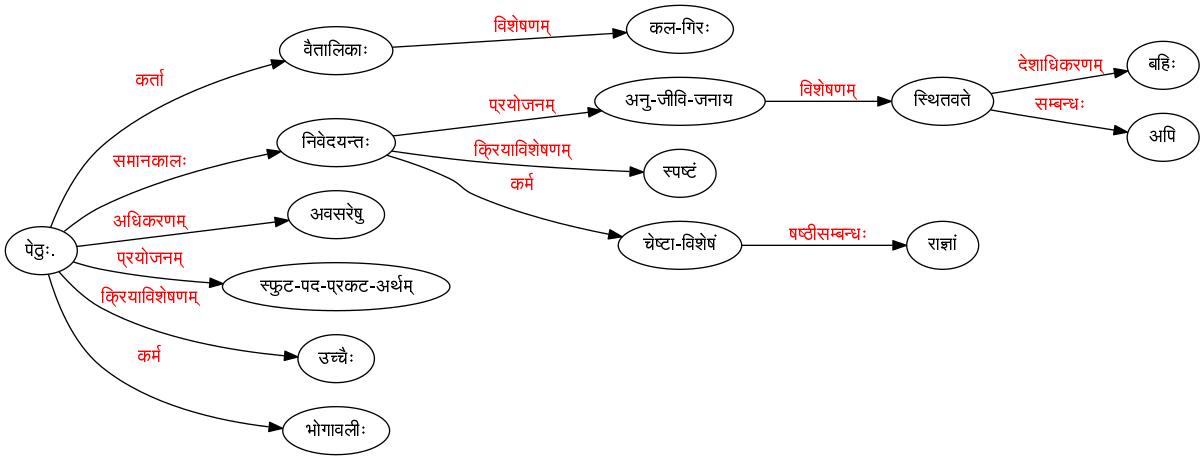 विशेषणम्
वैतालिकाः
कल-गिरः
कर्ता
देशाधिकरणम्
बहिः
प्रयोजनम्
अनु-जीवि-जनाय
विशेषणम्
स्थितवते
सम्बन्धः
अपि
समानकालः
निवेदयन्तः
क्रियाविशेषणम्
स्पष्टं
कर्म
अधिकरणम्
अवसरेषु
चेष्टा-विशेषं
षष्ठीसम्बन्धः
राज्ञां
पेठुः.
प्रयोजनम्
स्फुट-पद-प्रकट-अर्थम्
क्रियाविशेषणम्
उच्चैः
कर्म
भोगावलीः